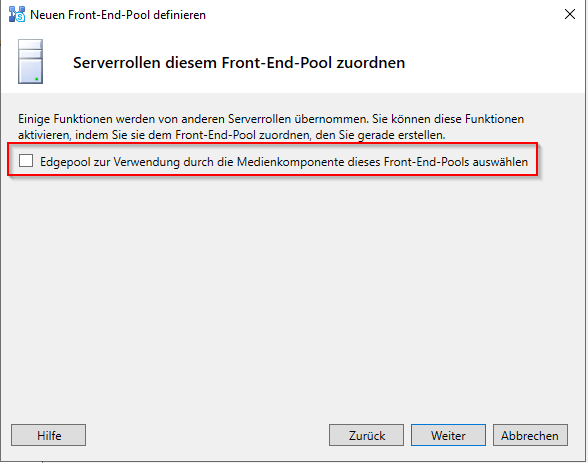 Neuen Front-End-Pool definieren
Serverrollen diesem Front-End-Pool zuordnen
Einige Funktionen werden von anderen Serverrollen übernommen. Sie können diese Funktionen
aktivieren, indem Sie sie dem Front-End-Pool zuordnen, den Sie gerade erstellen.
Edgepool zur Verwendung durch die Medienkomponente dieses Front-End-Pools auswählen
Hilfe
Zurück
Weiter
Abbrechen